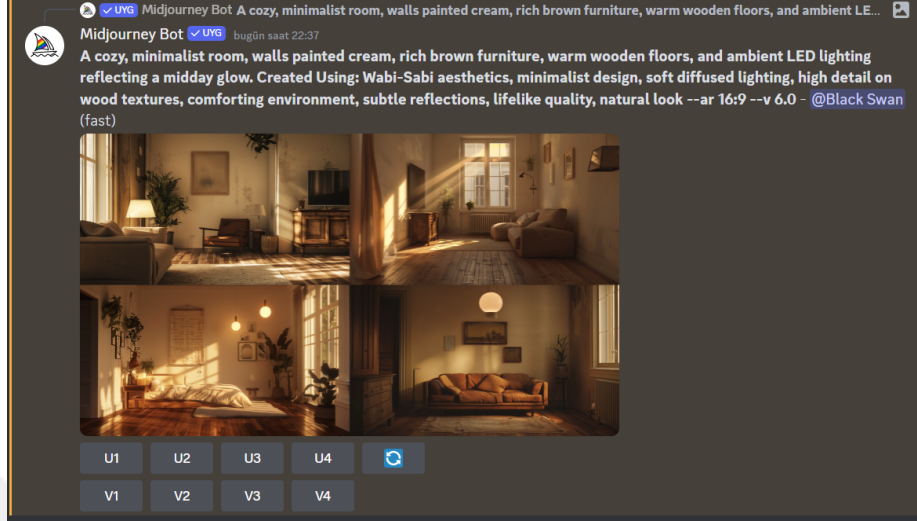 UYG Midjourney Bot A cozy, minimalist room, walls painted cream, rich brown furniture, warm wooden floors, and ambient LE...
Midjourney Bot UYG bugün saat 22:37
A cozy, minimalist room, walls painted cream, rich brown furniture, warm wooden floors, and ambient LED lighting
reflecting a midday glow. Created Using: Wabi-Sabi aesthetics, minimalist design, soft diffused lighting, high detail on
wood textures, comforting environment, subtle reflections, lifelike quality, natural look --ar 16:9 --v 6.0 - @Black Swan
(fast)
U1 U2 U3 U4
V1 V2 V3 V4